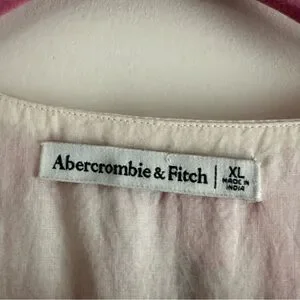 Abercrombie & Fitch
XL
MADE IN
INDIA